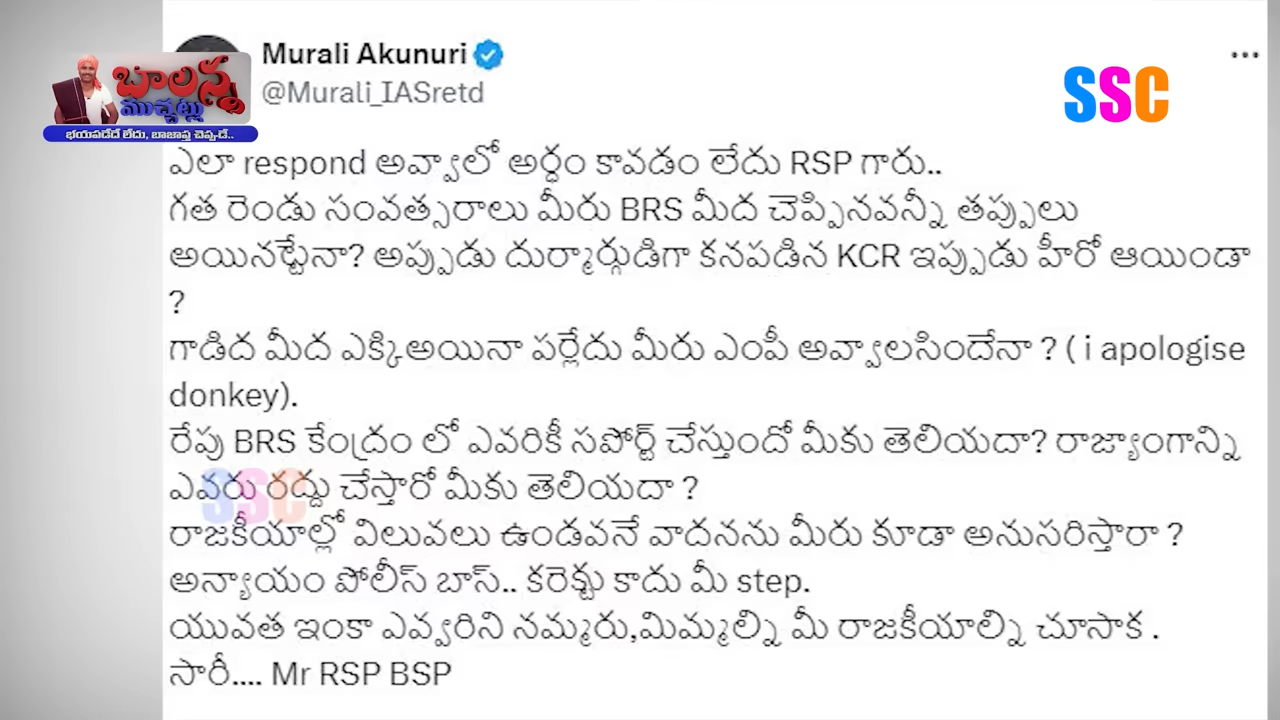 Murali Akunuri
@Murali_IASretd
బాలన్న
ముచ్చట్లు
భయపడేదే లేదు, బాజాప్త చెప్పుడే..
SSC
ఎలా respond అవ్వాలో అర్ధం కావడం లేదు RSP గారు..
గత రెండు సంవత్సరాలు మీరు BRS మీద చెప్పినవన్నీ తప్పులు
అయినట్టేనా? అప్పుడు దుర్మార్గుడిగా కనపడిన KCR ఇప్పుడు హీరో ఆయిండా
?
గాడిద మీద ఎక్కిఅయినా పర్లేదు మీరు ఎంపీ అవ్వాలసిందేనా ? ( i apologise
donkey).
రేపు BRS కేంద్రం లో ఎవరికీ సపోర్ట్ చేస్తుందో మీకు తెలియదా? రాజ్యాంగాన్ని
ఎవరు రద్దు చేస్తారో మీకు తెలియదా ?
SSC
రాజకీయాల్లో విలువలు ఉండవనే వాదనను మీరు కూడా అనుసరిస్తారా ?
అన్యాయం పోలీస్ బాస్.. కరెక్టు కాదు మీ step.
యువత ఇంకా ఎవ్వరిని నమ్మరు,మిమ్మల్ని మీ రాజకీయాల్ని చూసాక .
సారీ.... Mr RSP BSP